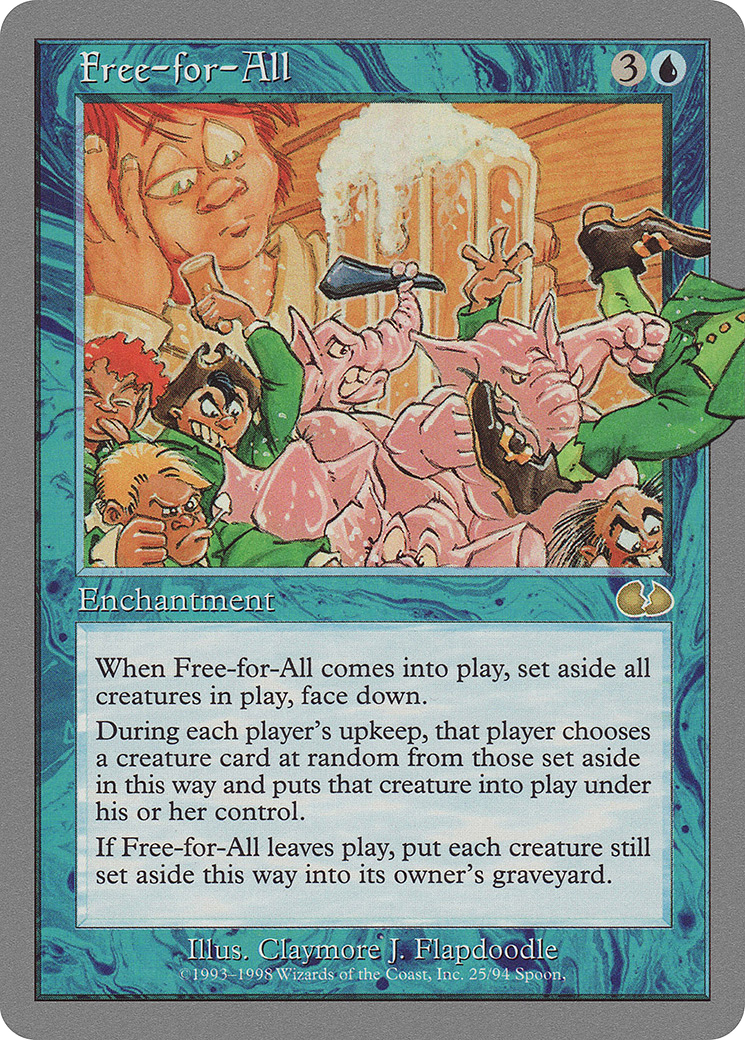 Free-for-All 3
Enchantment
When Free-for-All comes into play, set aside all
creatures in play, face down.
During each player's upkeep, that player chooses
a creature card at random from those set aside
in this way and puts that creature into play under
his or her control.
If Free-for-All leaves play, put each creature still
set aside this way into its owner's graveyard.
Illus. Claymore J. Flapdoodle
©1993–1998 Wizards of the Coast, Inc. 25/94 Spoon,